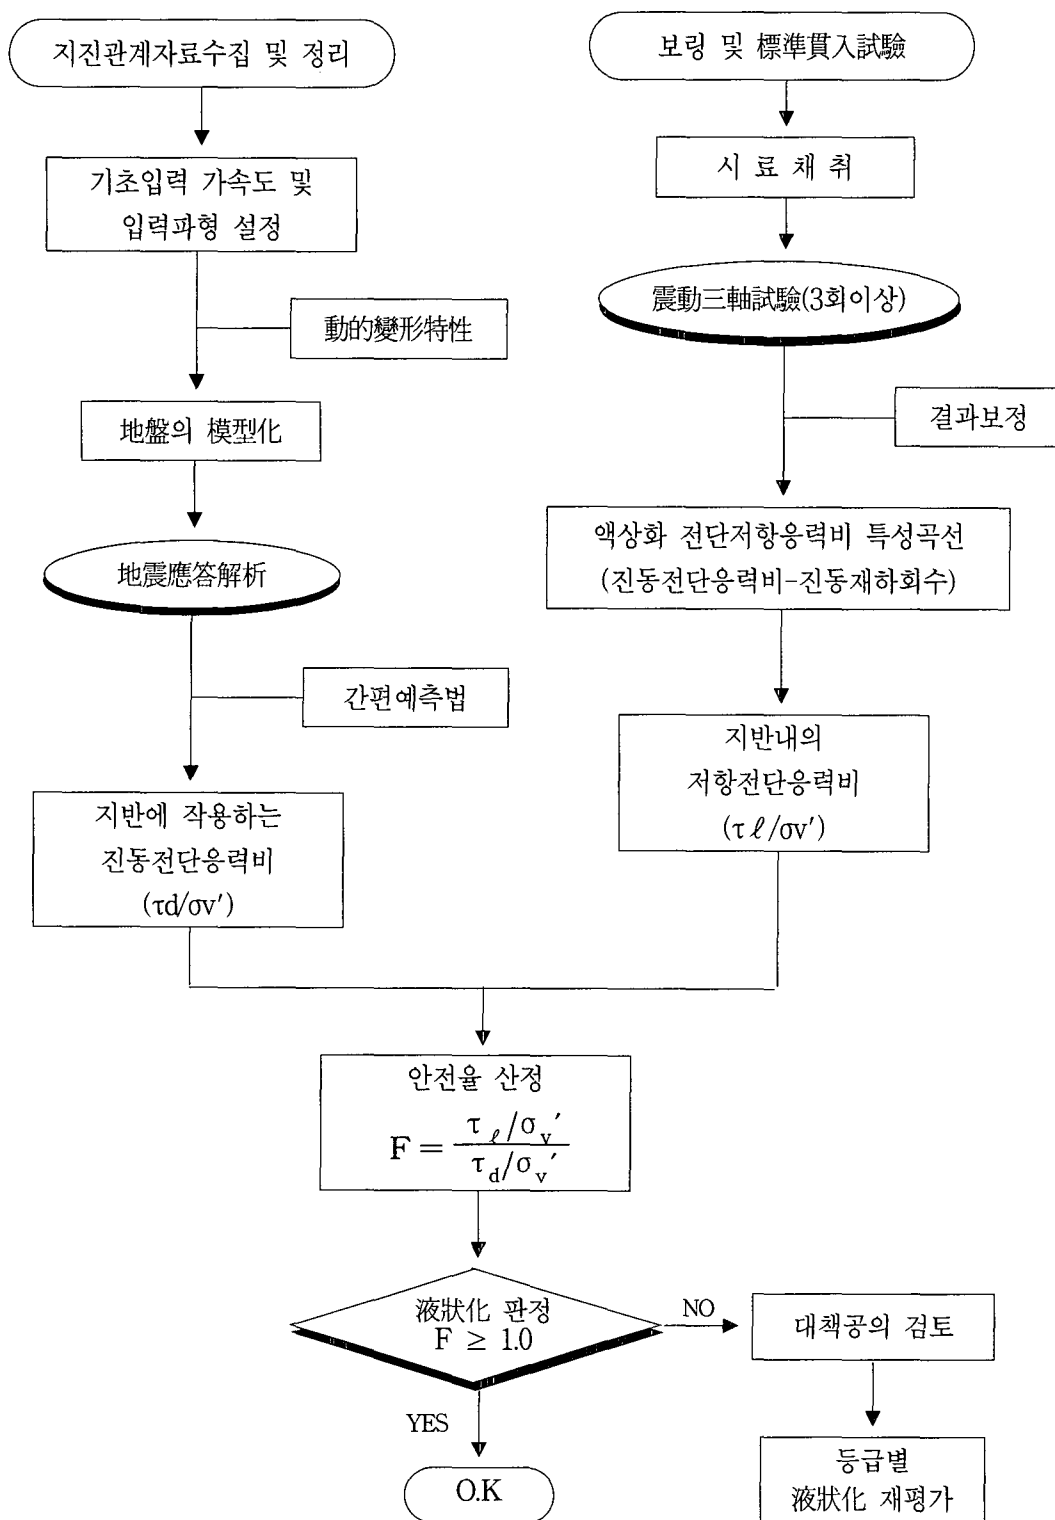 지진관계자료수집 및 정리
기초입력 가속도 및
입력파형 설정
動的變形特性
地盤의 模型化
地震應答解析
간편예측법
지반에 작용하는
진동전단응력비
(τd/σv′)
보링 및 標準貫入試驗
시 료 채 취
震動三軸試驗(3회이상)
결과보정
액상화 전단저항응력비 특성곡선
(진동전단응력비-진동재하회수)
지반내의
저항전단응력비
(τℓ/σv′)
안전율 산정
F = τℓ/σv′ / τd/σv′
液狀化 판정
F ≥ 1.0
NO
대책공의 검토
등급별
液狀化 재평가
YES
O.K